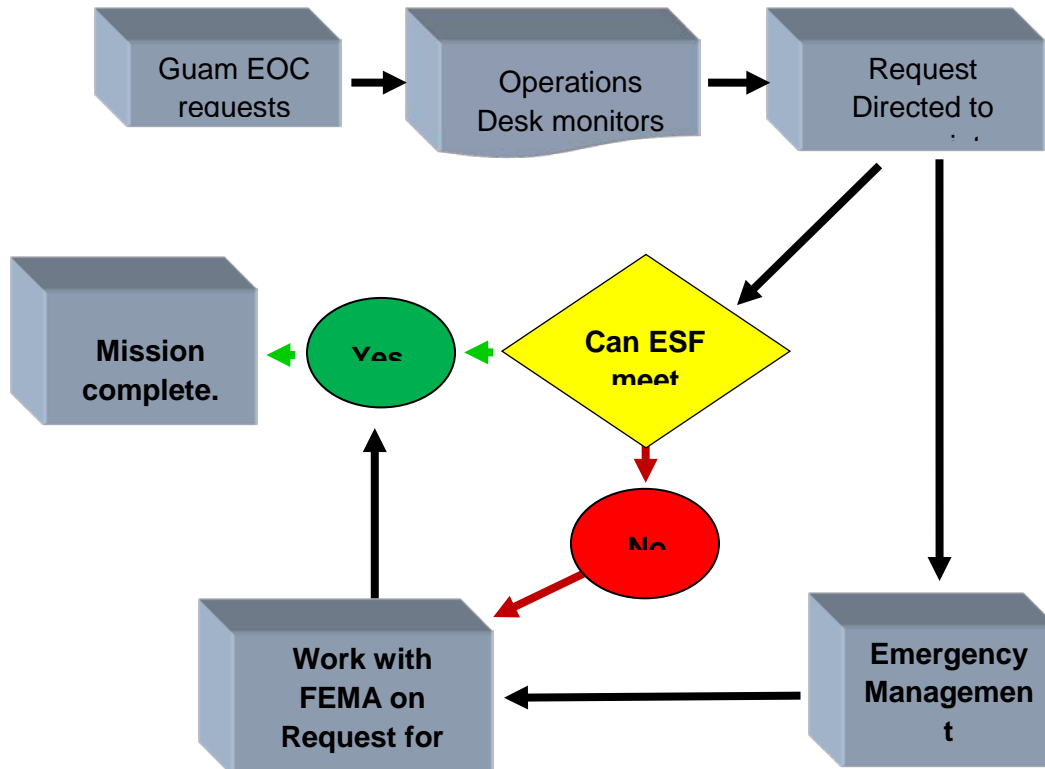 Guam EOC
requests
Operations
Desk monitors
Request
Directed to
Can ESF
meet
Yes
Mission
complete.
No
Work with
FEMA on
Request for
Emergency
Managemen
t